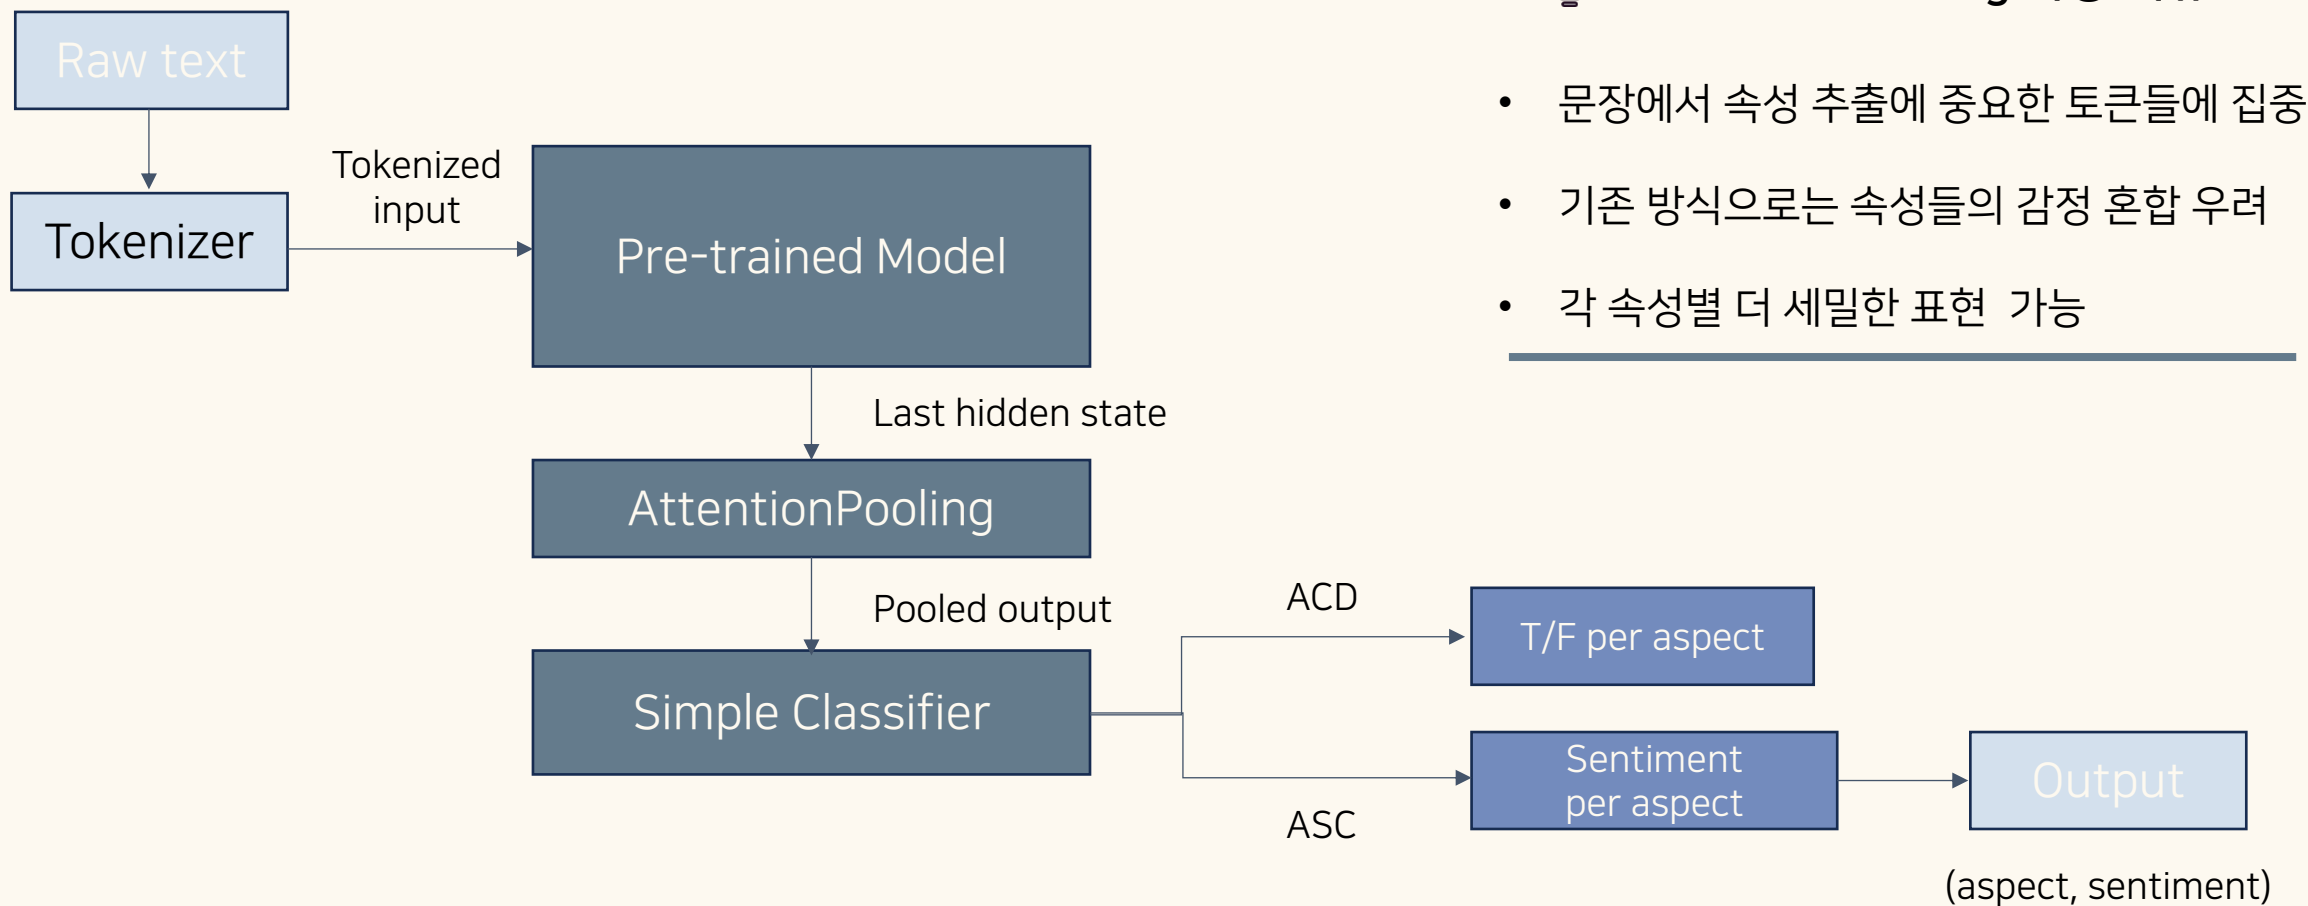 Raw text
Tokenizer
Tokenized
input
Pre-trained Model
Last hidden state
AttentionPooling
Pooled output
Simple Classifier
ACD
T/F per aspect
ASC
Sentiment
per aspect
Output
(aspect, sentiment)
• 문장에서 속성 추출에 중요한 토큰들에 집중
• 기존 방식으로는 속성들의 감정 혼합 우려
• 각 속성별 더 세밀한 표현 가능